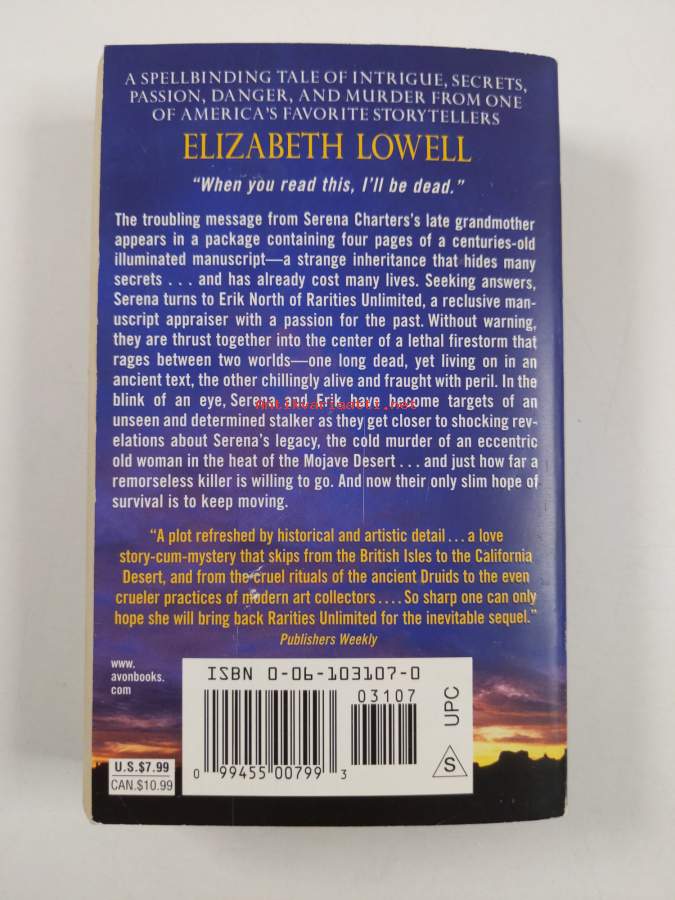 A SPELLBINDING TALE OF INTRIGUE, SECRETS,
PASSION, DANGER, AND MURDER FROM ONE
OF AMERICA'S FAVORITE STORYTELLERS
ELIZABETH LOWELL
"When you read this, I'll be dead."
The troubling message from Serena Charters's late grandmother
appears in a package containing four pages of a centuries-old
illuminated manuscript—a strange inheritance that hides many
secrets . . . and has already cost many lives. Seeking answers,
Serena turns to Erik North of Rarities Unlimited, a reclusive man-
uscript appraiser with a passion for the past. Without warning,
they are thrust together into the center of a lethal firestorm that
rages between two worlds—one long dead, yet living on in an
ancient text, the other chillingly alive and fraught with peril. In the
blink of an eye, Serena and Erik have become targets of an
antikvariaatti.net
unseen and determined stalker as they get closer to shocking rev-
elations about Serena's legacy, the cold murder of an eccentric
old woman in the heat of the Mojave Desert . . . and just how far a
remorseless killer is willing to go. And now their only slim hope of
survival is to keep moving.
"A plot refreshed by historical and artistic detail . . . a love
story-cum-mystery that skips from the British Isles to the California
Desert, and from the cruel rituals of the ancient Druids to the even
crueler practices of modern art collectors . . . . So sharp one can only
hope she will bring back Rarities Unlimited for the inevitable sequel."
Publishers Weekly
www.
avonbooks.
com
ISBN 0-06-103107-0
03107
UPC
S
0 99455 00799 3
U.S.$7.99
CAN.$10.99